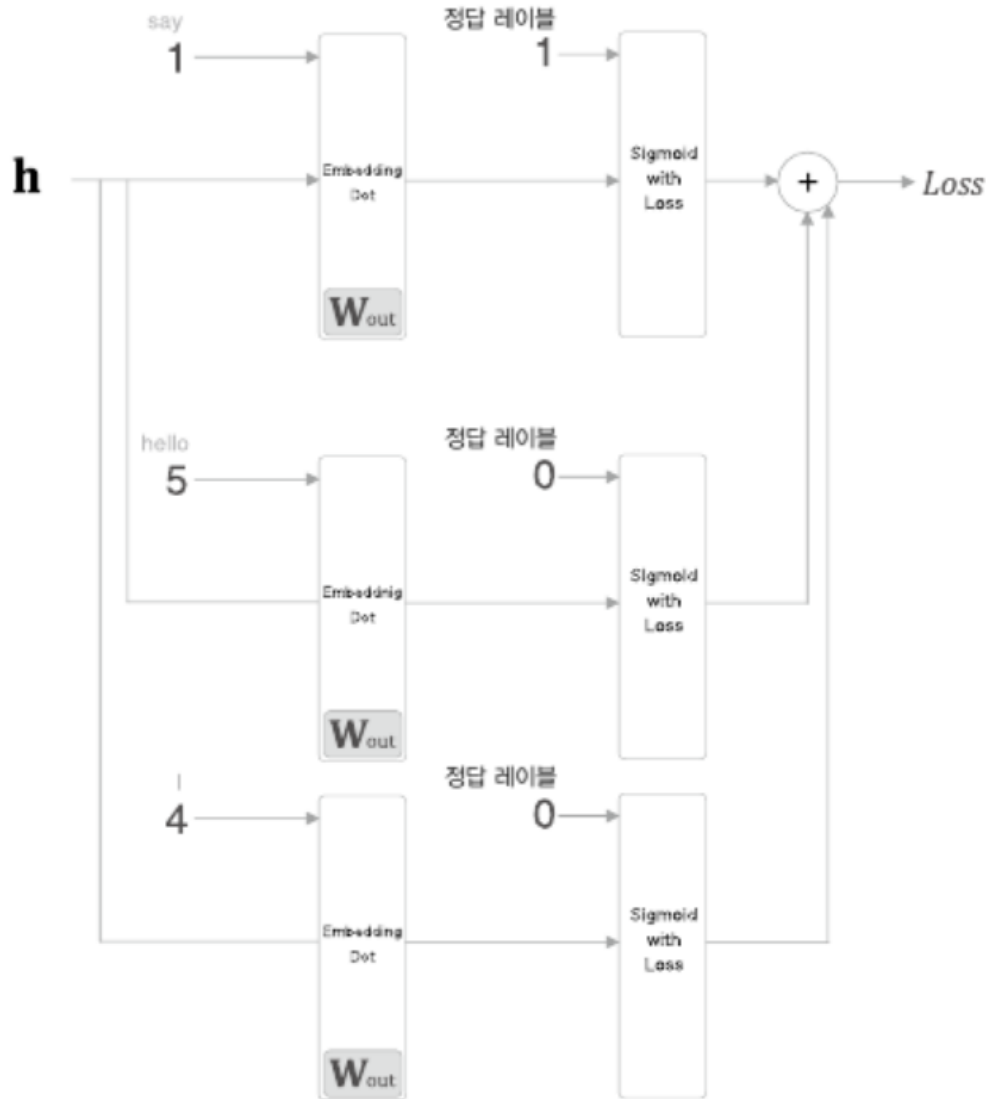 say
정답 레이블
1
1
h
Embedding
Dot
Sigmoid
with
Loss
+
Loss
Wout
hello
정답 레이블
5
0
Embeddnig
Dot
Sigmoid
with
Loss
Wout
I
정답 레이블
4
0
Embedding
Dot
Sigmoid
with
Loss
Wout